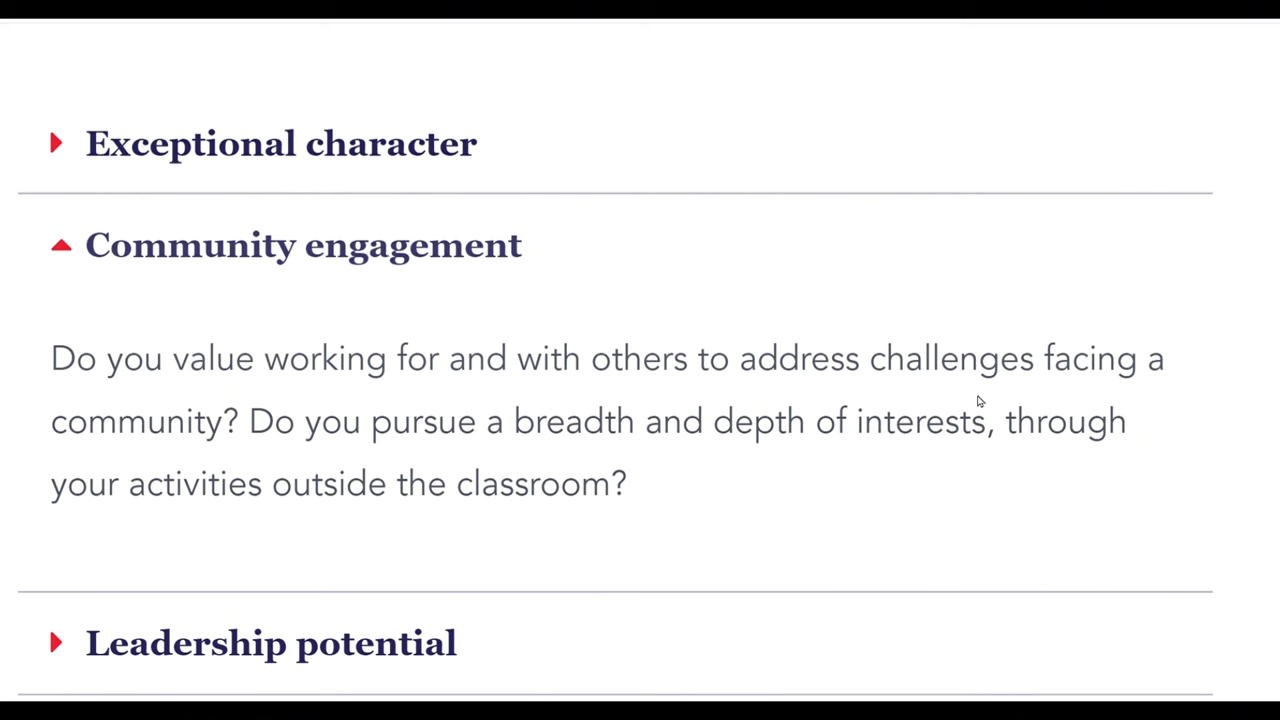 Exceptional character
Community engagement
Do you value working for and with others to address challenges facing a
community? Do you pursue a breadth and depth of interests, through
your activities outside the classroom?
Leadership potential